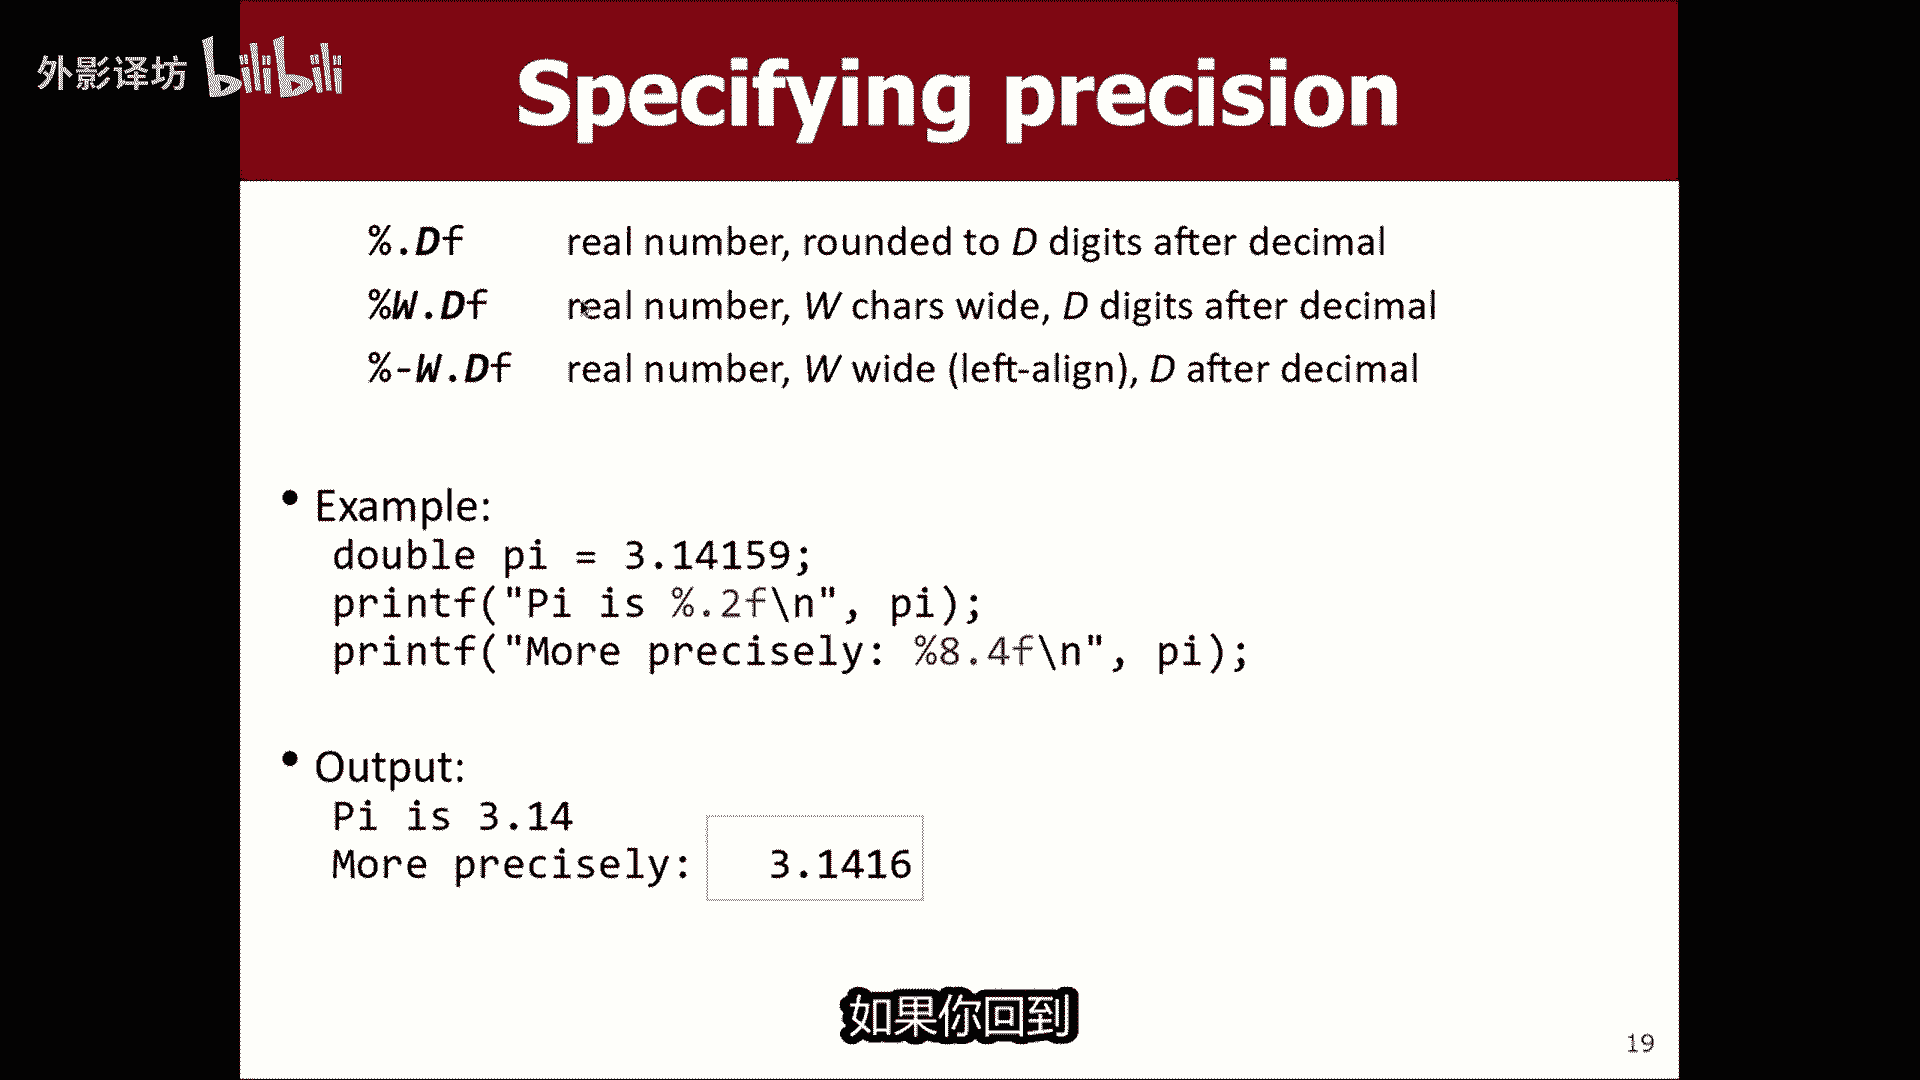 外影译坊 bilibili
Specifying precision
%.Df real number, rounded to D digits after decimal
%W.Df real number, W chars wide, D digits after decimal
%-W.Df real number, W wide (left-align), D after decimal
• Example:
double pi = 3.14159;
printf("Pi is %.2f\n", pi);
printf("More precisely: %8.4f\n", pi);
• Output:
Pi is 3.14
More precisely: 3.1416
如果你回到
19